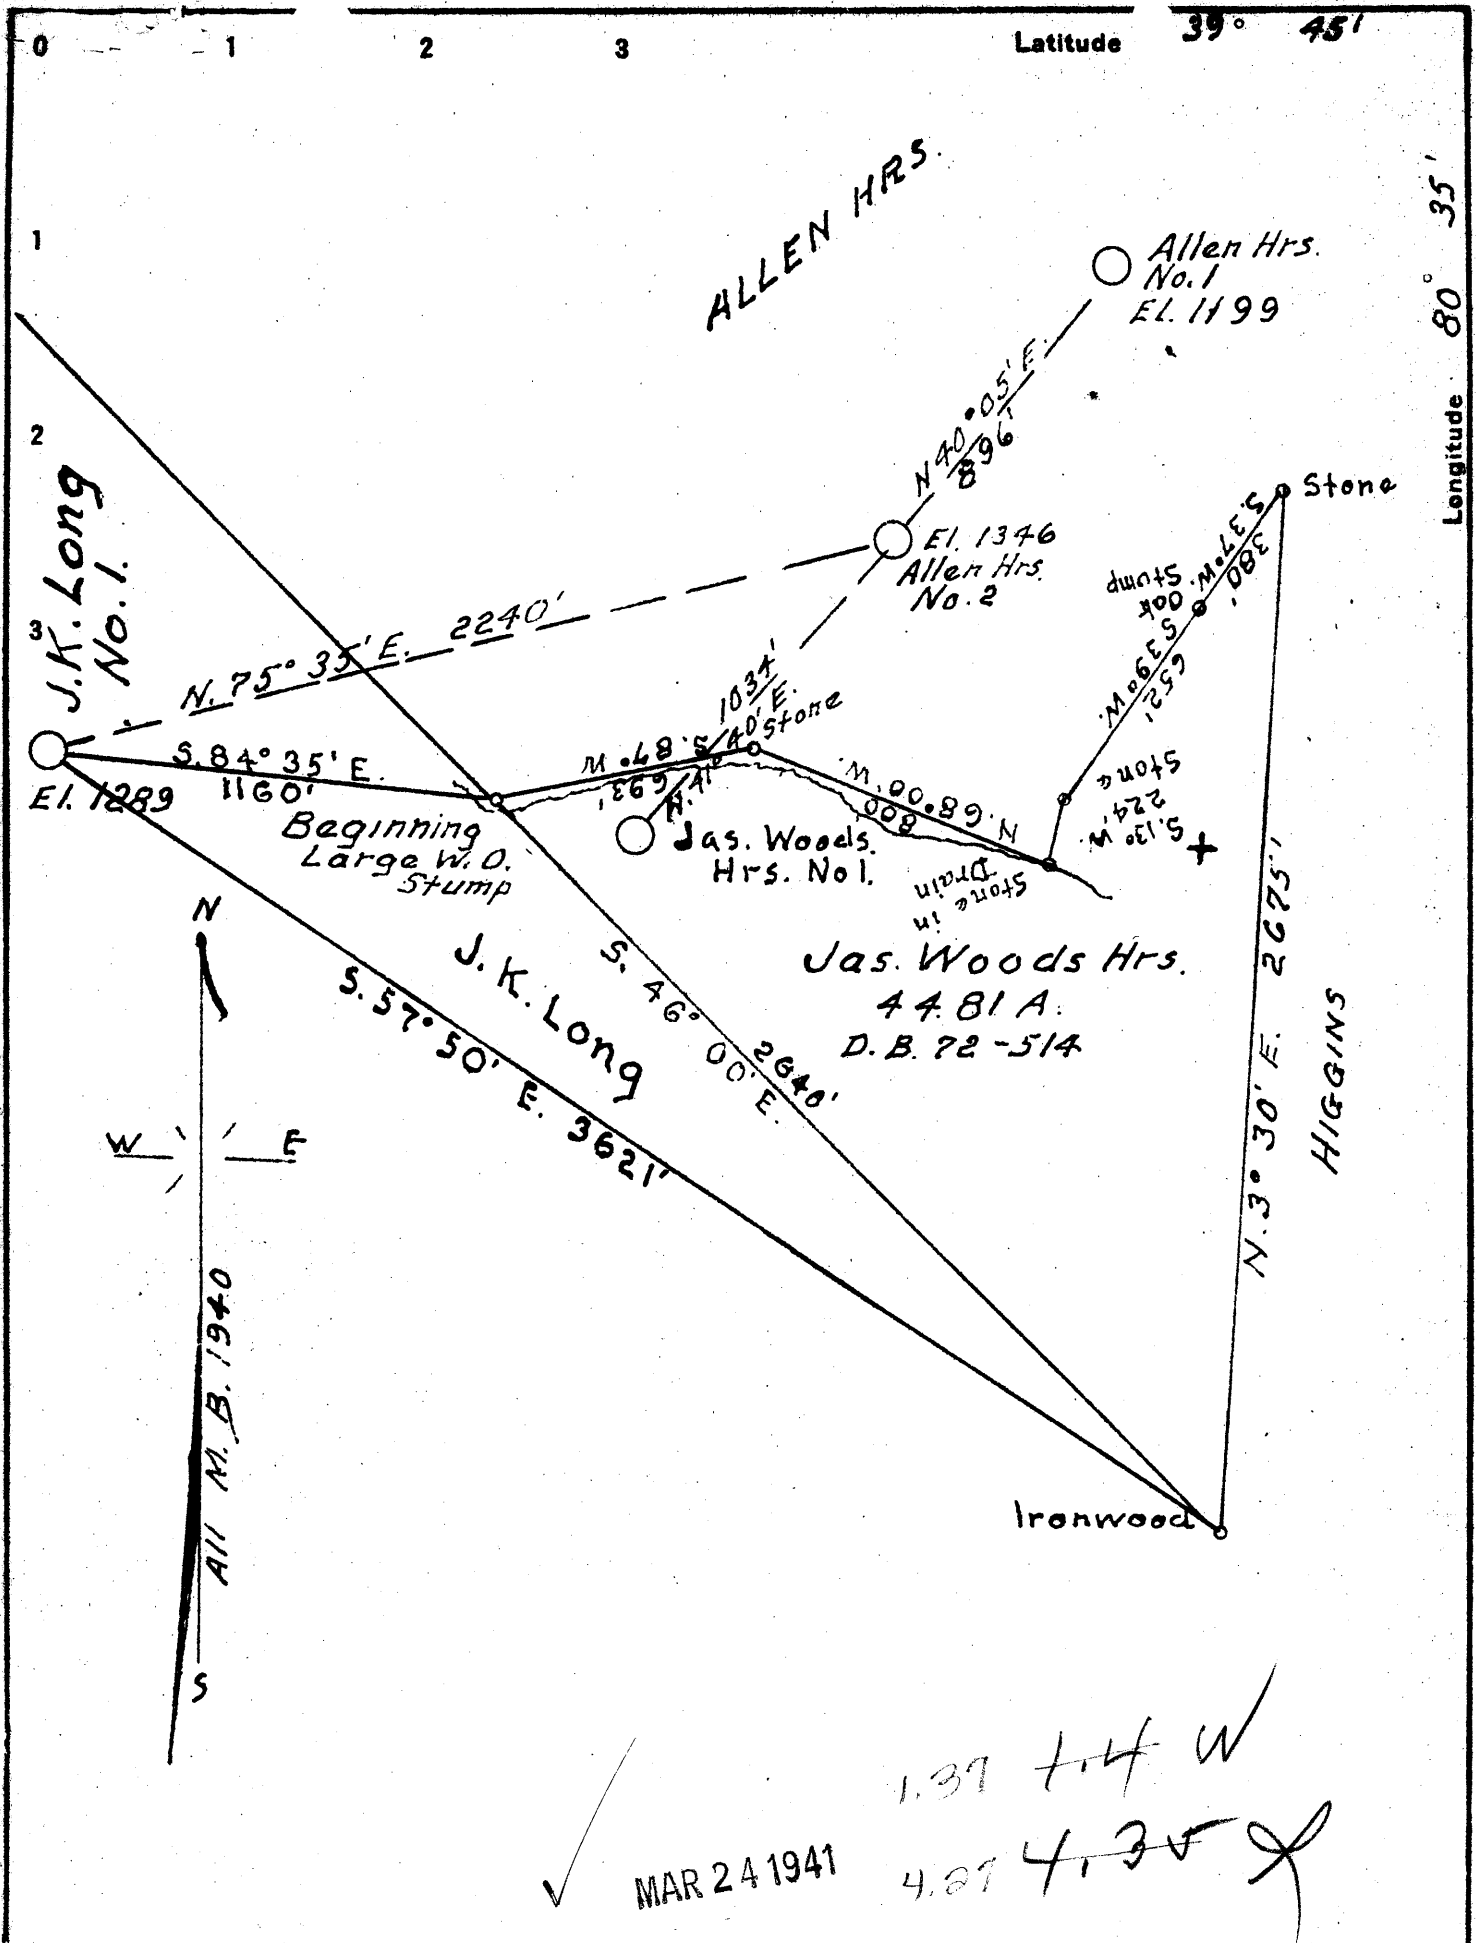 0 1 2 3
Latitude 39° 45'
Longitude 80° 35'
1
2
3
ALLEN HRS.
Allen Hrs.
No. 1
El. 1199
N 40° 05' E.
896'
El. 1346
Allen Hrs.
No. 2
Stone
S. 37° W.
380'
Oak
Stump
S 39° W.
652'
Stone
224'
S. 13° W.
J.K. Long
No. 1.
N. 75° 35' E. 2240'
S. 84° 35' E.
1160'
El. 1289
1034'
N. 41° 40' E.
Stone
S. 87° W
693'
N. 68° 00' W.
800
Beginning
Large W. O.
Stump
Jas. Woods.
Hrs. No 1.
Stone in
Drain
in
Jas. Woods Hrs.
44.81 A.
D. B. 72-514
J. K. Long
S. 46° 00' E.
2640'
S. 57° 50' E. 3621'
N. 3° 30' E. 2675'
HIGGINS
N
W E
S
All M. B. 1940
Ironwood
1.37 1.4 W
4.27 4.35
MAR 24 1941